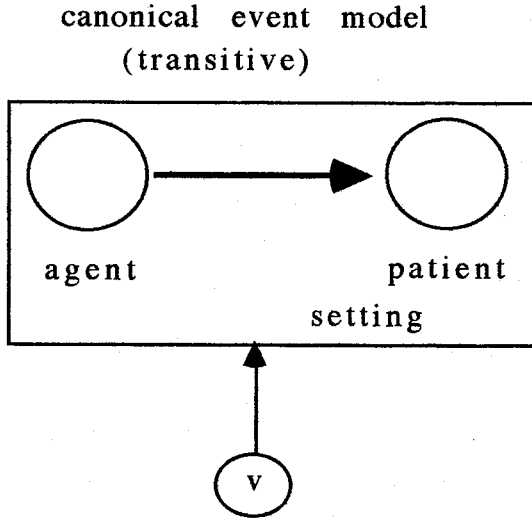 canonical event model
(transitive)
agent
patient
setting
v